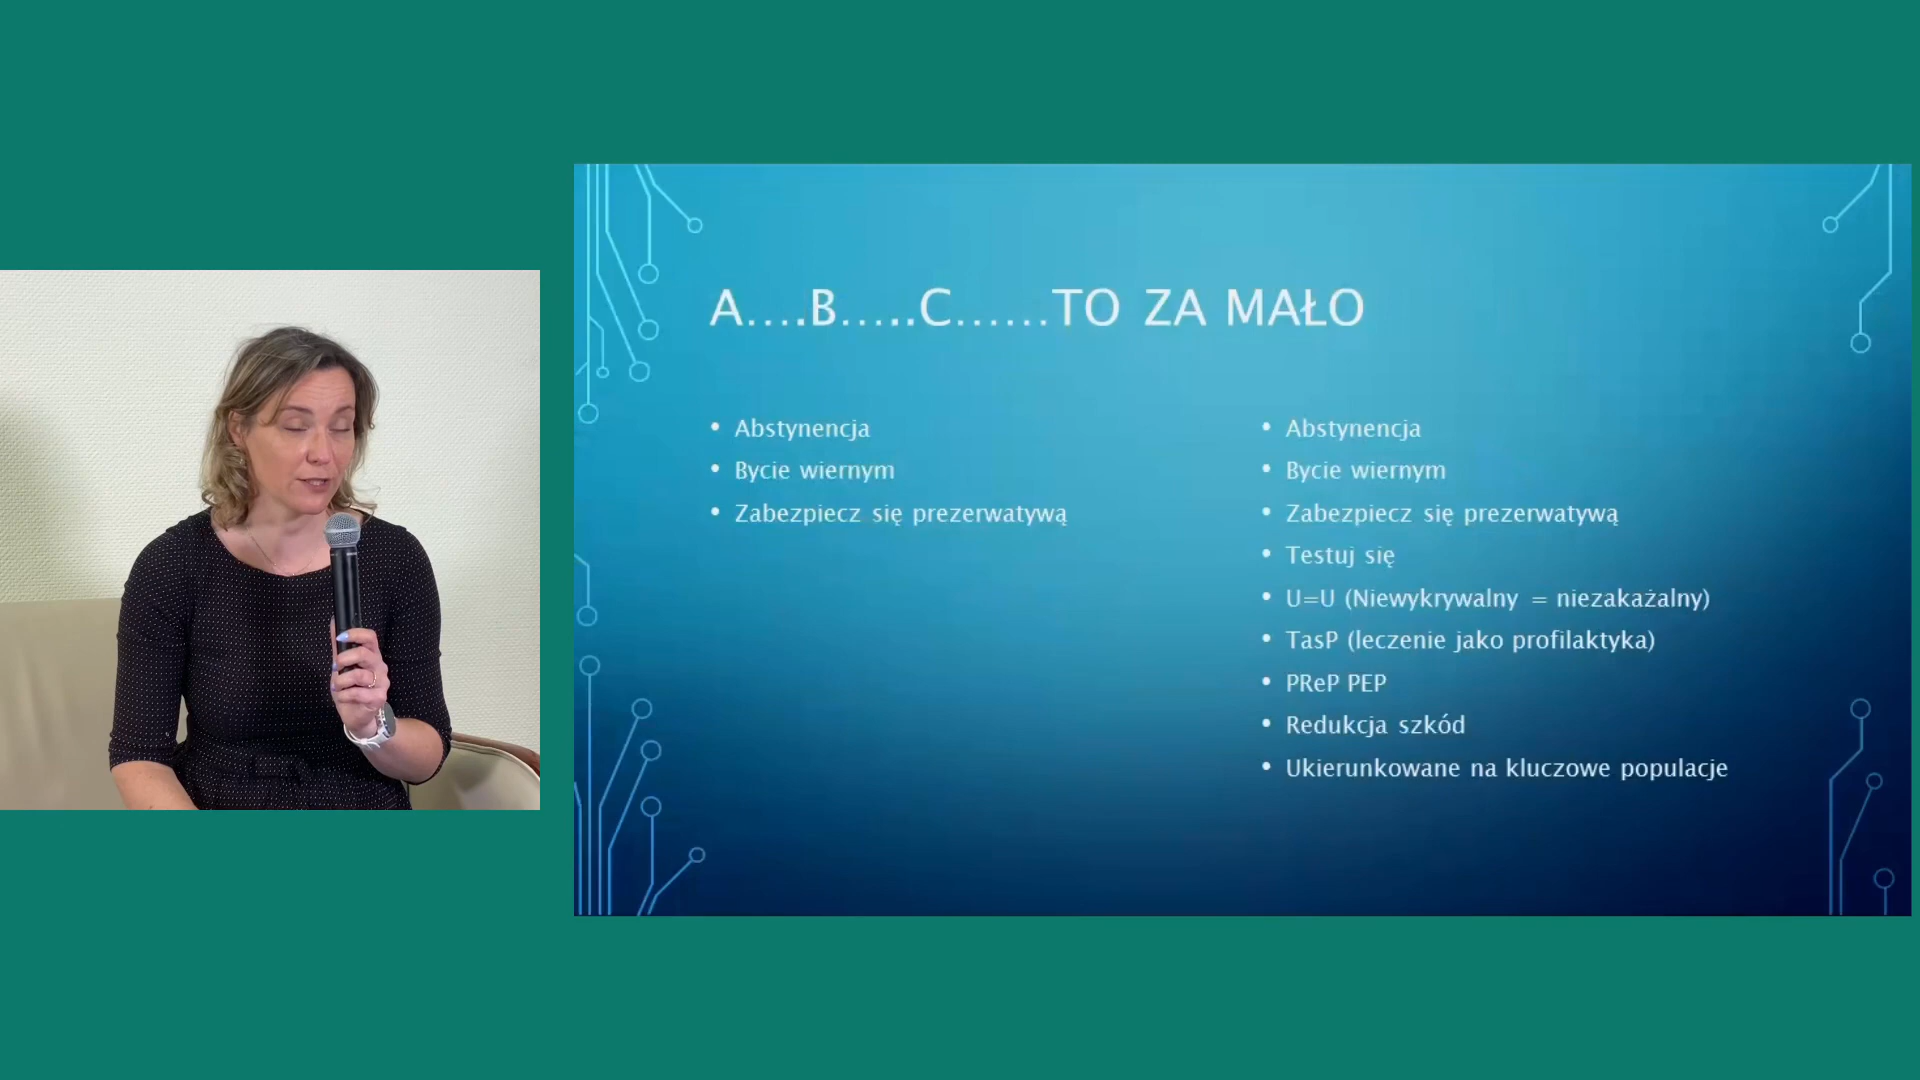 A....B.....C......TO ZA MAŁO
• Abstynencja
• Bycie wiernym
• Zabezpiecz się prezerwatywą
• Abstynencja
• Bycie wiernym
• Zabezpiecz się prezerwatywą
• Testuj się
• U=U (Niewykrywalny = niezakażalny)
• TasP (leczenie jako profilaktyka)
• PReP PEP
• Redukcja szkód
• Ukierunkowane na kluczowe populacje